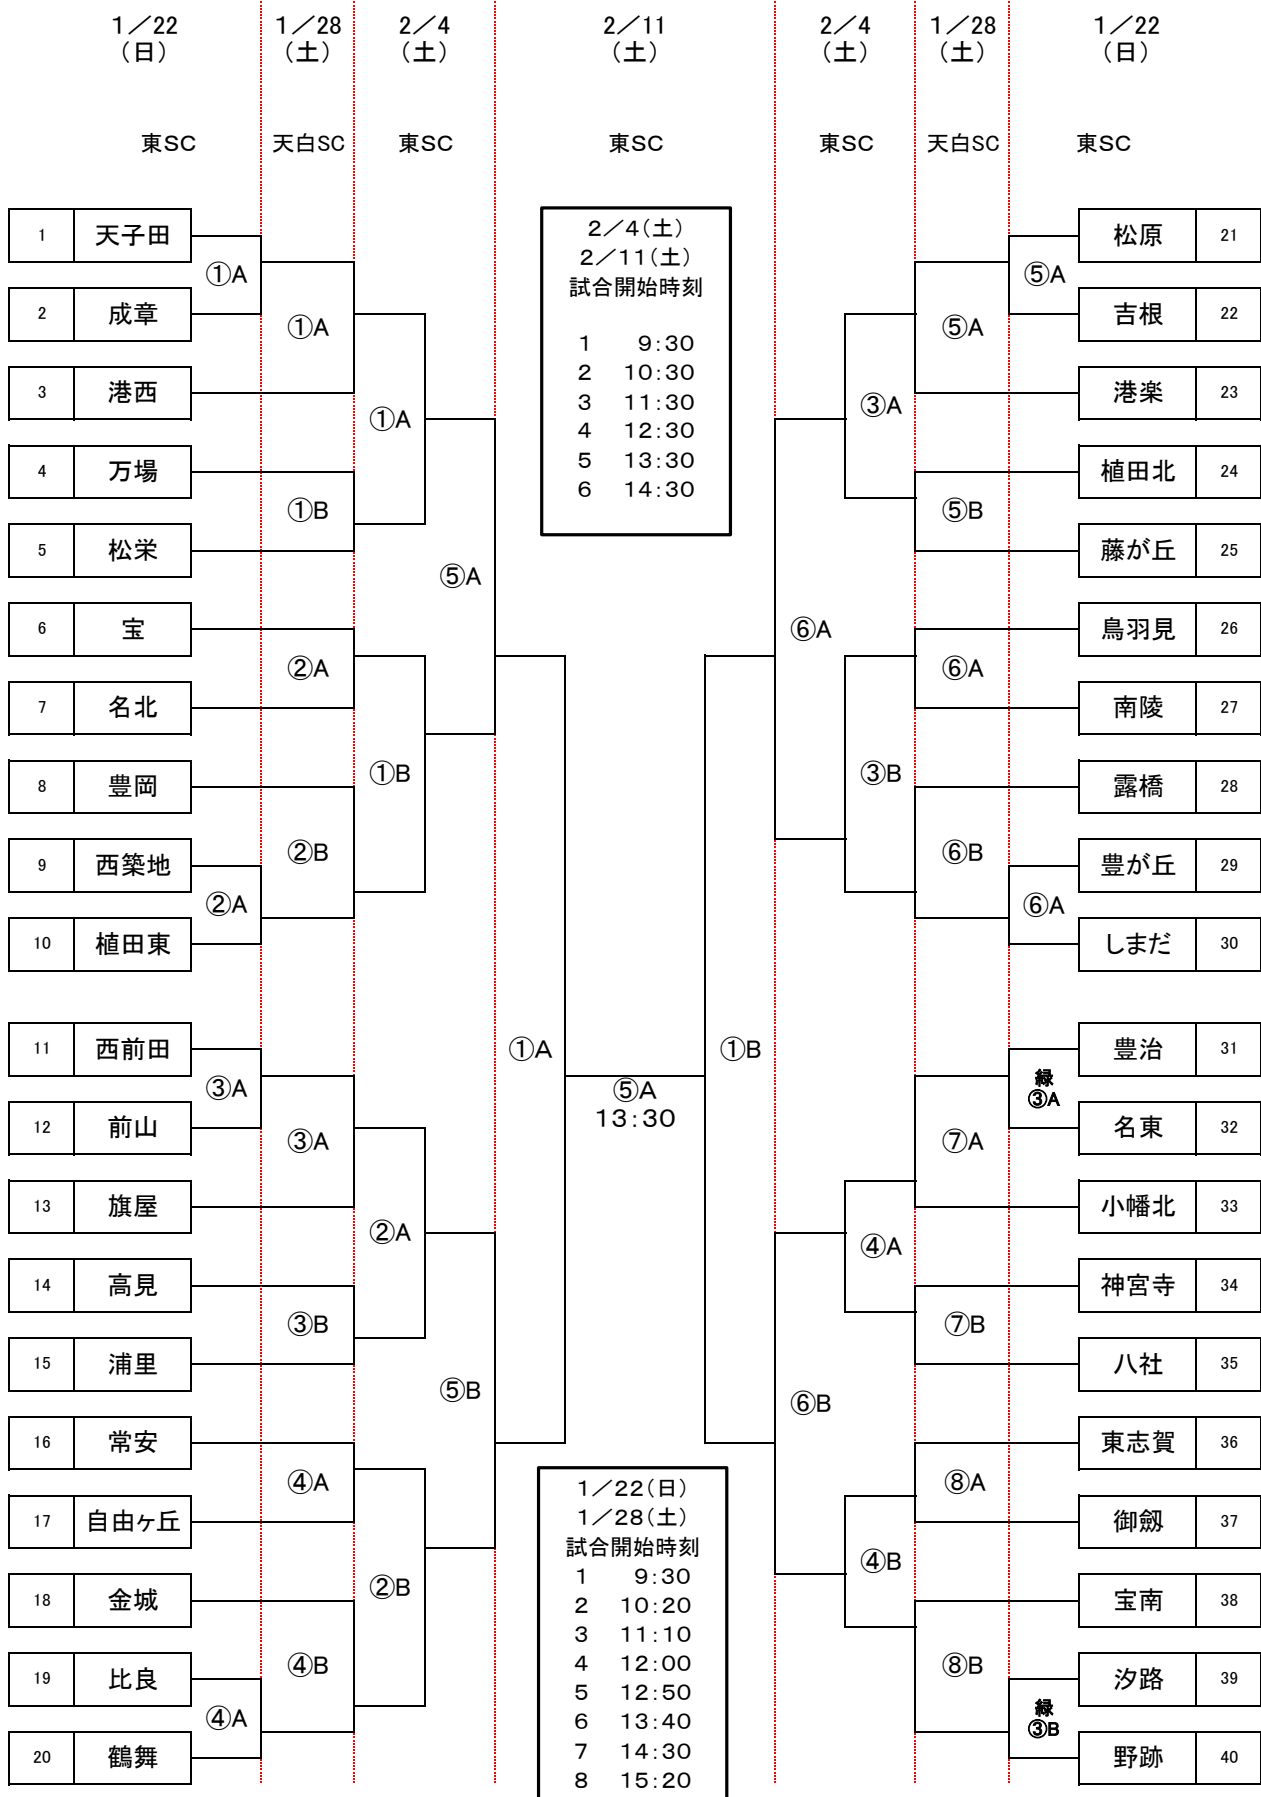 1／22 1／28 2／4 2／11 2／4 1／28 1／22
（日） （土） （土） （土） （土） （土） （日）
東SC 天白SC 東SC 東SC 東SC 天白SC 東SC
1 天子田
①A
2 成章
①A
3 港西
①A
4 万場
①B
5 松栄
⑤A
6 宝
②A
7 名北
①B
8 豊岡
②B
9 西築地
②A
10 植田東
11 西前田
③A
12 前山
③A
13 旗屋
②A
14 高見
③B
15 浦里
⑤B
16 常安
④A
17 自由ヶ丘
②B
18 金城
④B
19 比良
④A
20 鶴舞
2／4（土）
2／11（土）
試合開始時刻
1 9：30
2 10：30
3 11：30
4 12：30
5 13：30
6 14：30
①A
①B
⑤A
13：30
1／22（日）
1／28（土）
試合開始時刻
1 9：30
2 10：20
3 11：10
4 12：00
5 12：50
6 13：40
7 14：30
8 15：20
松原 21
⑤A
吉根 22
⑤A
港楽 23
③A
植田北 24
⑤B
藤が丘 25
⑥A
鳥羽見 26
⑥A
南陵 27
③B
露橋 28
⑥B
豊が丘 29
⑥A
しまだ 30
豊治 31
緑
③A
名東 32
⑦A
小幡北 33
④A
神宮寺 34
⑦B
八社 35
⑥B
東志賀 36
⑧A
御劔 37
④B
宝南 38
⑧B
汐路 39
緑
③B
野跡 40